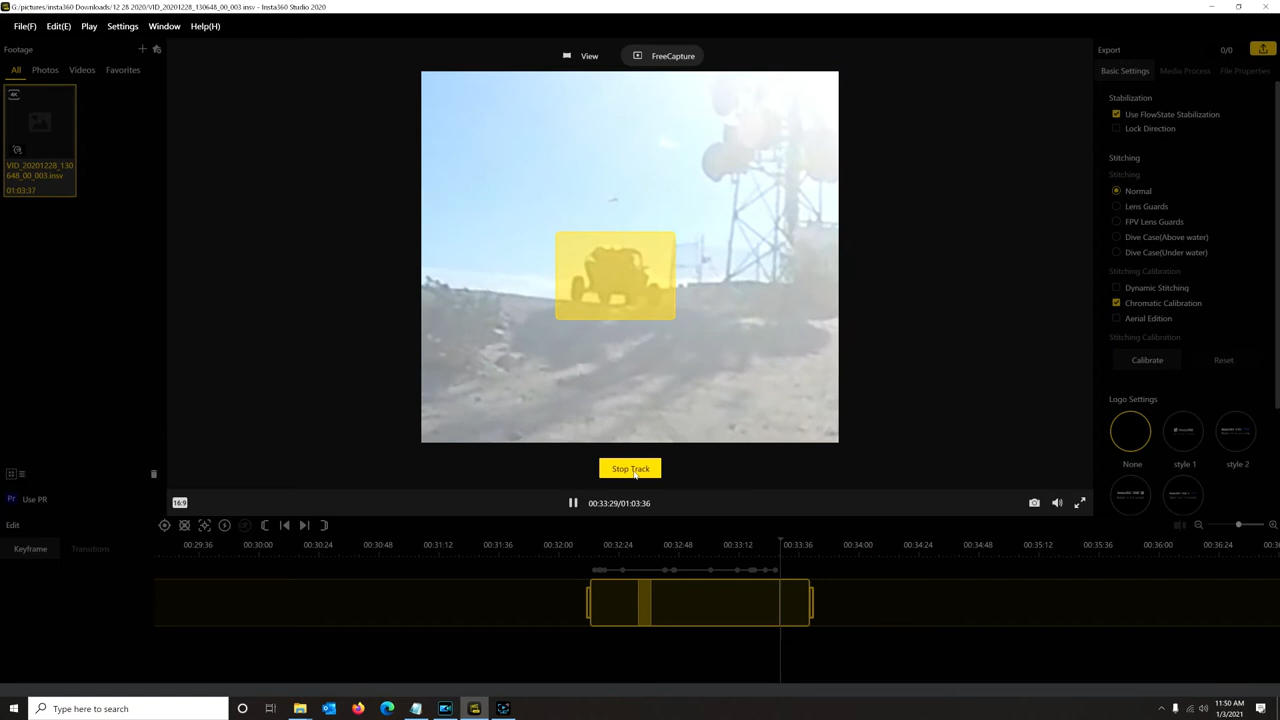 G:/pictures/insta360 Downloads/12 28 2020/VID_20201228_130648_00_003.insv - Insta360 Studio 2020
File(F) Edit(E) Play Settings Window Help(H)
Footage
All Photos Videos Favorites
4K
VID_20201228_130
648_00_003.insv
01:03:37
Pr Use PR
View FreeCapture
Stop Track
16:9
00:33:29/01:03:36
Export 0/0
Basic Settings Media Process File Properties
Stabilization
Use FlowState Stabilization
Lock Direction
Stitching
Stitching
Normal
Lens Guards
FPV Lens Guards
Dive Case(Above water)
Dive Case(Under water)
Stitching Calibration
Dynamic Stitching
Chromatic Calibration
Aerial Edition
Stitching Calibration
Calibrate Reset
Logo Settings
None style 1 style 2
Edit
Keyframe Transitions
00:29:36 00:30:00 00:30:24 00:30:48 00:31:12 00:31:36 00:32:00 00:32:24 00:32:48 00:33:12 00:33:36 00:34:00 00:34:24 00:34:48 00:35:12 00:35:36 00:36:00 00:36:24
Type here to search
11:50 AM
1/3/2021